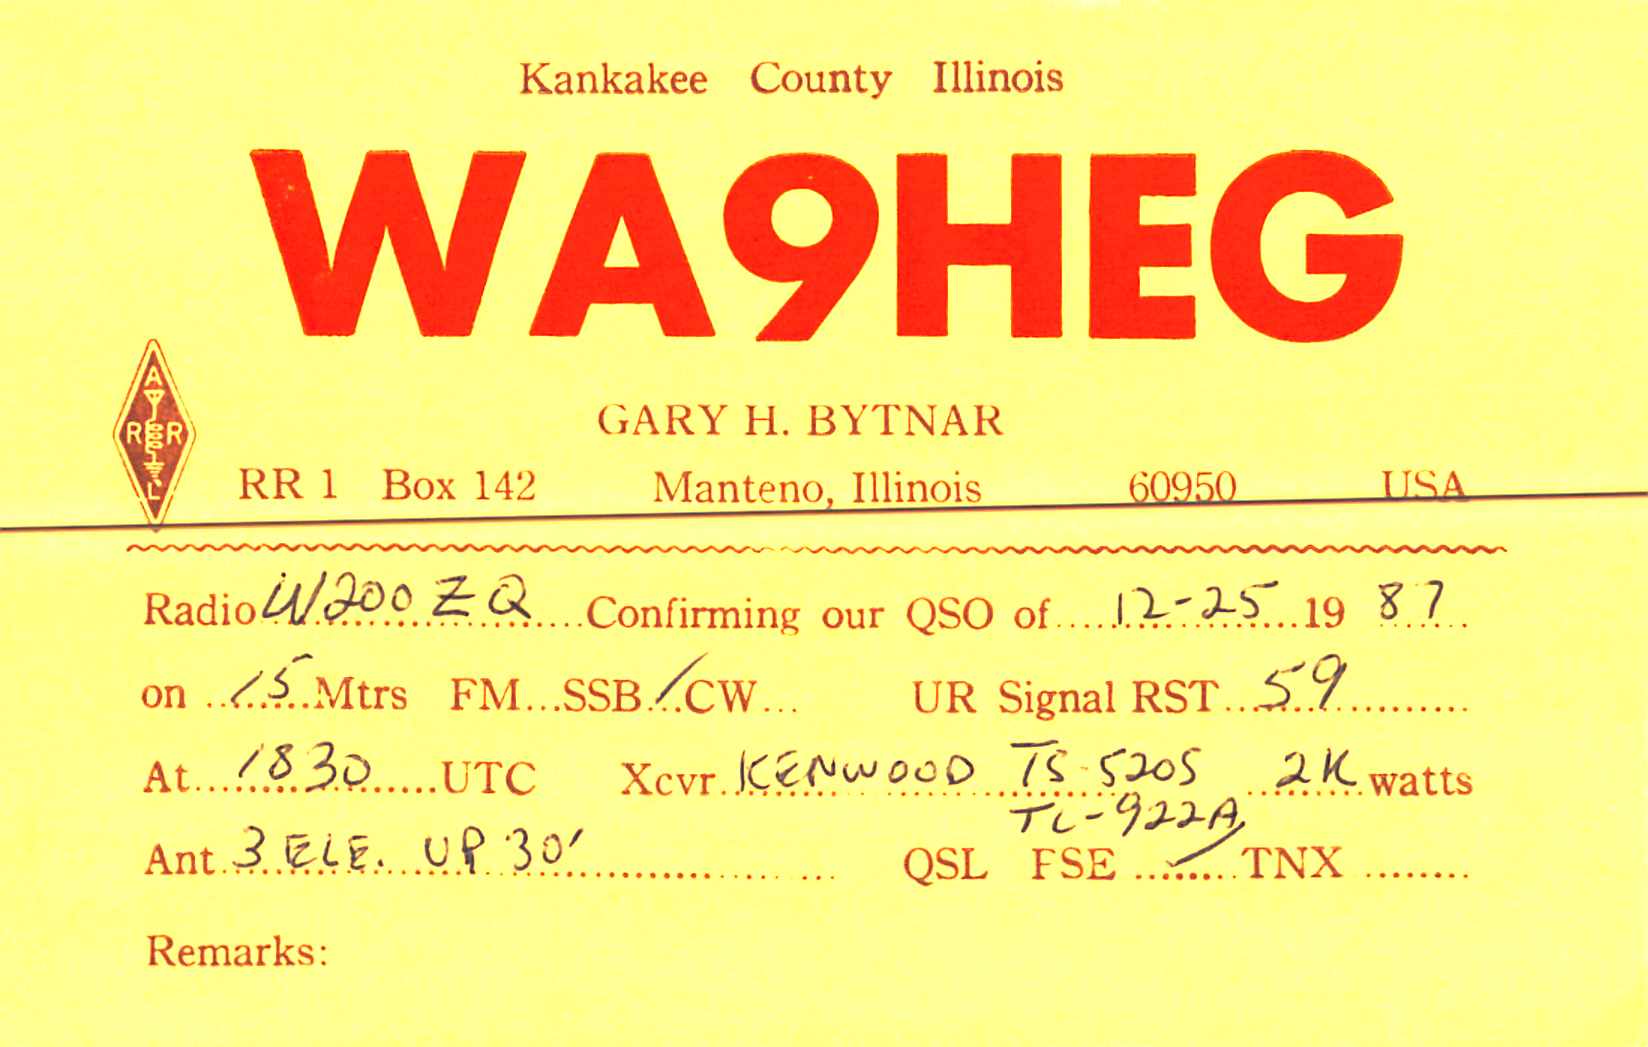 Kankakee County Illinois
WA9HEG
ARRL
GARY H. BYTNAR
RR 1 Box 142 Manteno, Illinois 60950 USA
Radio W200ZQ Confirming our QSO of 12-25 19 87
on 15 Mtrs FM...SSB / CW... UR Signal RST 59
At 1830 UTC Xcvr. KENWOOD TS-520S 2K watts
TL-922A
Ant 3 ELE. UP 30' QSL FSE ✓ TNX ........
Remarks: